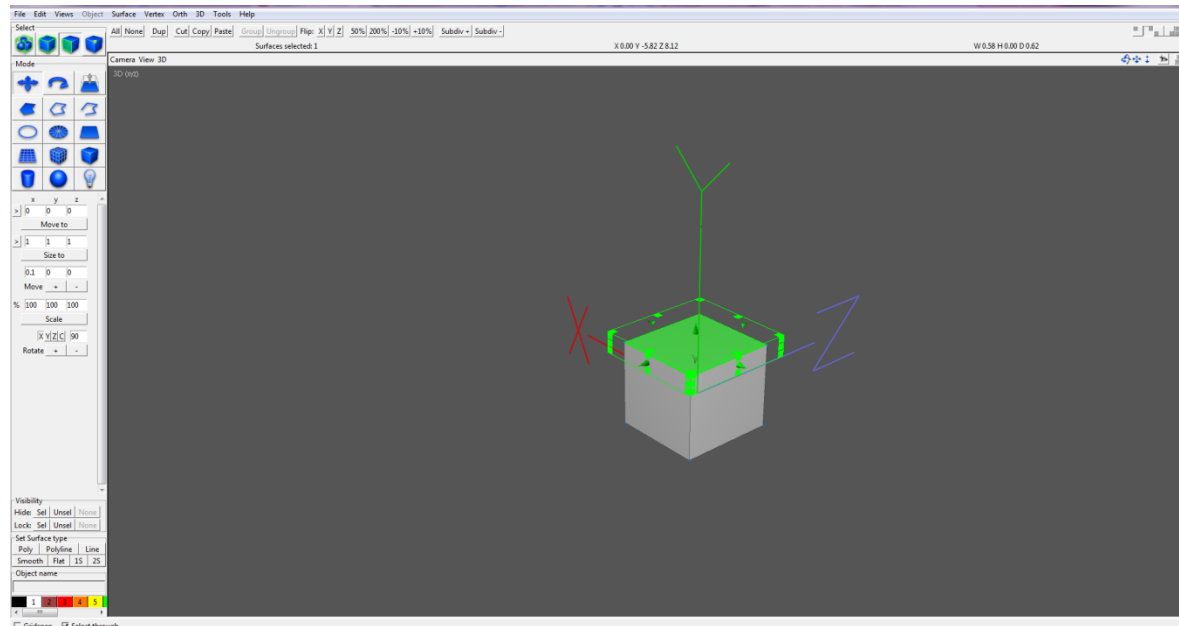 File Edit Views Object Surface Vertex Orth 3D Tools Help
Select
All None Dup Cut Copy Paste Group Ungroup Flip: X Y Z 50% 200% -10% +10% Subdiv + Subdiv -
Surfaces selected: 1 X 0.00 Y -5.82 Z 8.12 W 0.58 H 0.00 D 0.62
Mode
Camera View 3D
3D (xyz)
x y z
> 0 0 0
Move to
> 1 1 1
Size to
0.1 0 0
Move + -
% 100 100 100
Scale
X Y Z C 90
Rotate + -
Y
X
Z
Visibility
Hide: Sel Unsel None
Lock: Sel Unsel None
Set Surface type
Poly Polyline Line
Smooth Flat 1S 2S
Object name
1 2 3 4 5
Gridsnap Select through